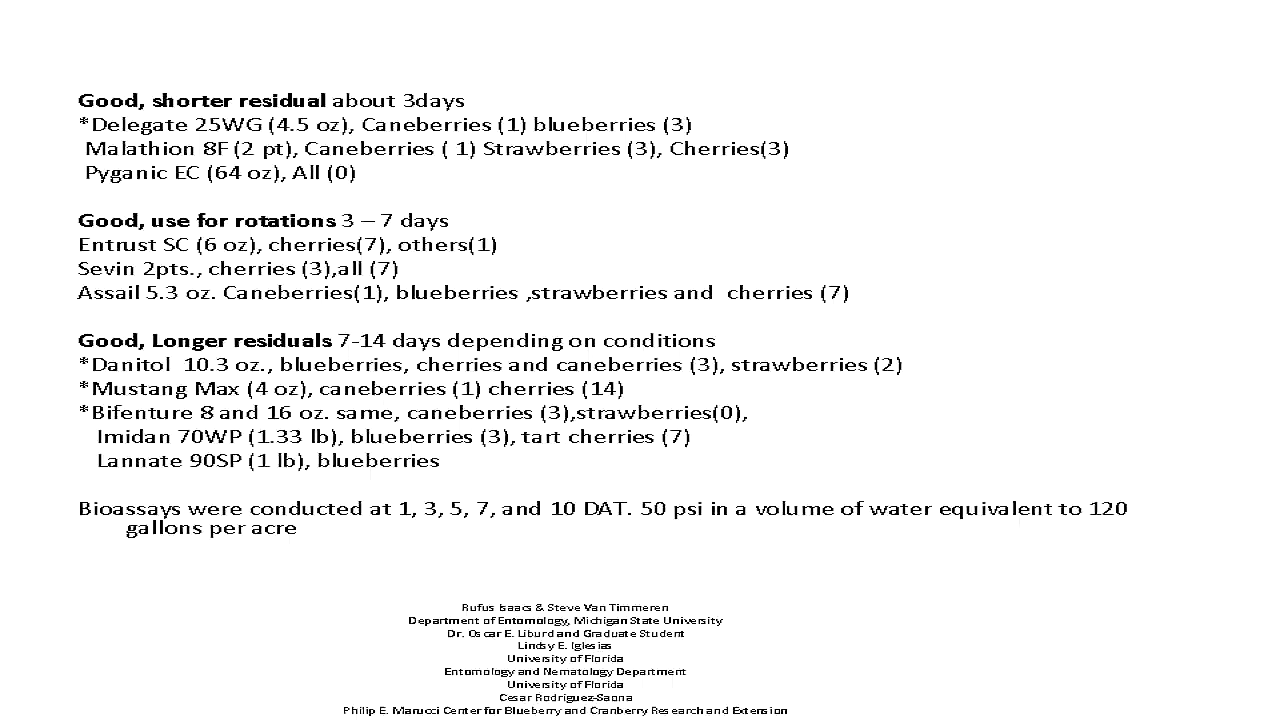 Good, shorter residual about 3days
*Delegate 25WG (4.5 oz), Caneberries (1) blueberries (3)
Malathion 8F (2 pt), Caneberries ( 1) Strawberries (3), Cherries(3)
Pyganic EC (64 oz), All (0)
Good, use for rotations 3 – 7 days
Entrust SC (6 oz), cherries(7), others(1)
Sevin 2pts., cherries (3),all (7)
Assail 5.3 oz. Caneberries(1), blueberries ,strawberries and cherries (7)
Good, Longer residuals 7-14 days depending on conditions
*Danitol 10.3 oz., blueberries, cherries and caneberries (3), strawberries (2)
*Mustang Max (4 oz), caneberries (1) cherries (14)
*Bifenture 8 and 16 oz. same, caneberries (3),strawberries(0),
Imidan 70WP (1.33 lb), blueberries (3), tart cherries (7)
Lannate 90SP (1 lb), blueberries
Bioassays were conducted at 1, 3, 5, 7, and 10 DAT. 50 psi in a volume of water equivalent to 120
gallons per acre
Rufus Isaacs & Steve Van Timmeren
Department of Entomology, Michigan State University
Dr. Oscar E. Liburd and Graduate Student
Lindsy E. Iglesias
University of Florida
Entomology and Nematology Department
University of Florida
Cesar Rodriguez-Saona
Philip E. Marucci Center for Blueberry and Cranberry Research and Extension